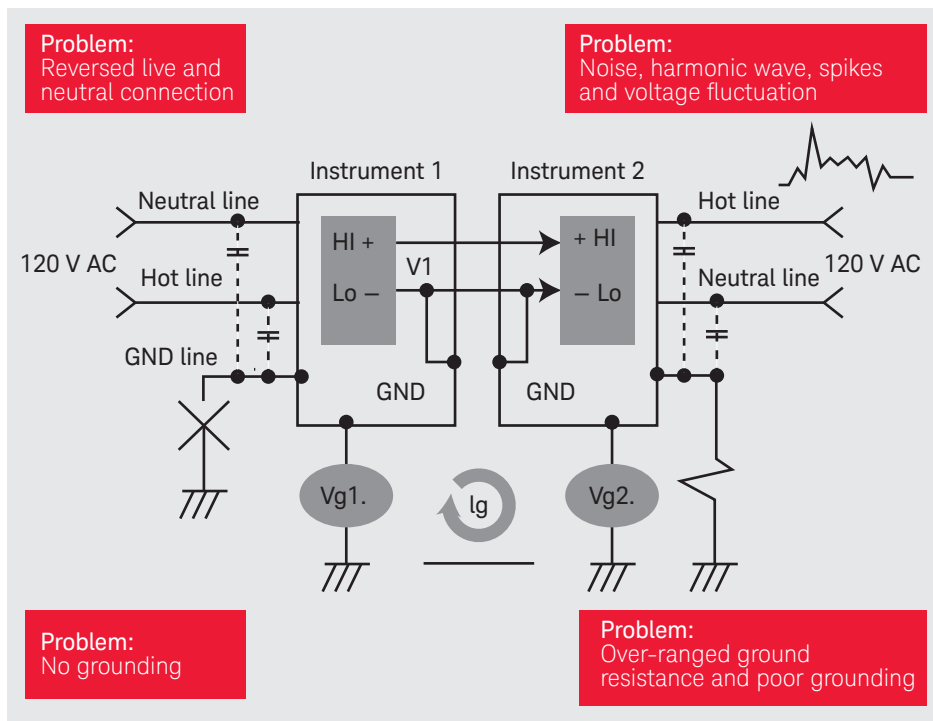 Problem:
Reversed live and
neutral connection
Problem:
Noise, harmonic wave, spikes
and voltage fluctuation
Instrument 1
Instrument 2
Neutral line
Hot line
HI +
+ HI
120 V AC
V1
120 V AC
Hot line
Lo –
– Lo
Neutral line
GND line
GND
GND
Vg1.
lg
Vg2.
Problem:
No grounding
Problem:
Over-ranged ground
resistance and poor grounding